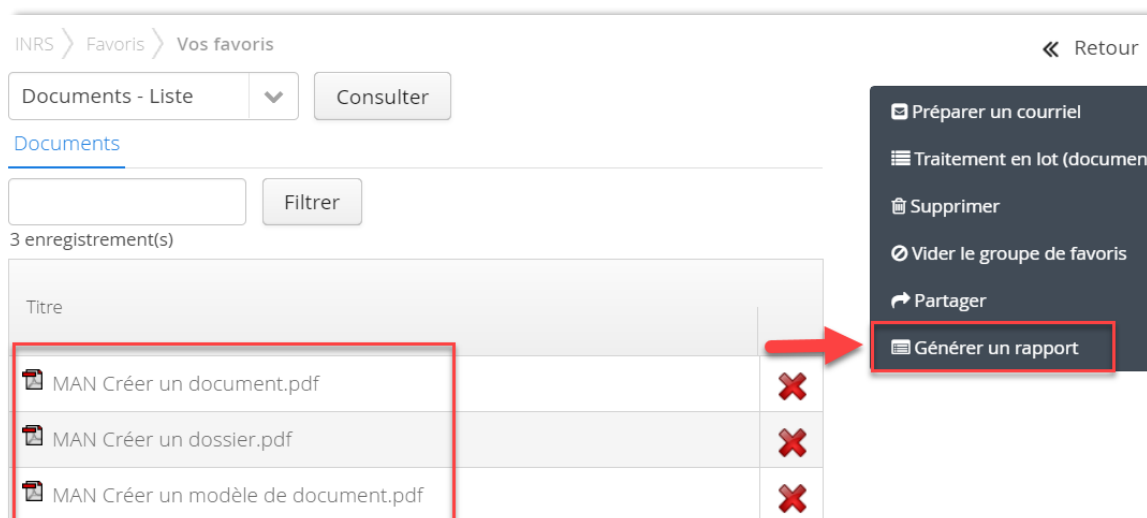 INRS Favoris Vos favoris
Retour
Documents - Liste
Consulter
Documents
Filtrer
3 enregistrement(s)
Titre
MAN Créer un document.pdf
MAN Créer un dossier.pdf
MAN Créer un modèle de document.pdf
Préparer un courriel
Traitement en lot (documen
Supprimer
Vider le groupe de favoris
Partager
Générer un rapport